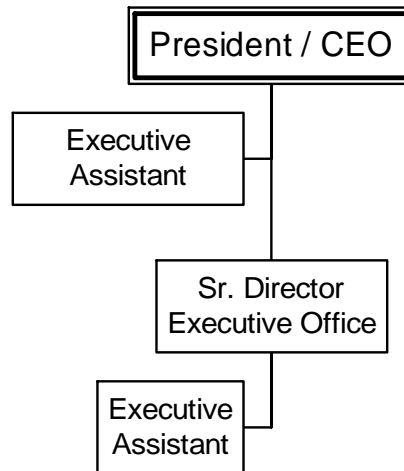 President / CEO
Executive
Assistant
Sr. Director
Executive Office
Executive
Assistant